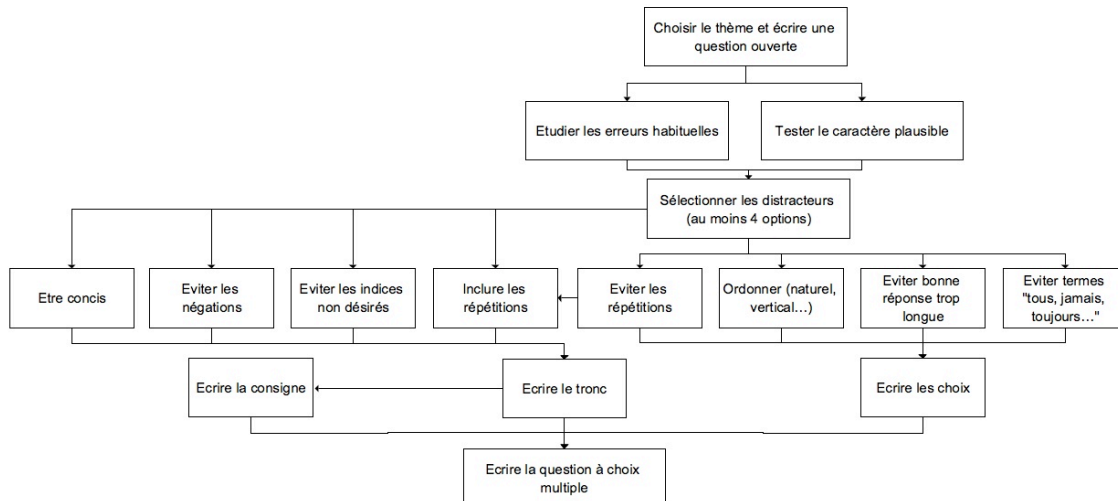 Choisir le thème et écrire une
question ouverte
Etudier les erreurs habituelles
Tester le caractère plausible
Sélectionner les distracteurs
(au moins 4 options)
Etre concis
Eviter les
négations
Eviter les indices
non désirés
Inclure les
répétitions
Eviter les
répétitions
Ordonner (naturel,
vertical…)
Eviter bonne
réponse trop
longue
Eviter termes
"tous, jamais,
toujours…"
Ecrire la consigne
Ecrire le tronc
Ecrire les choix
Ecrire la question à choix
multiple